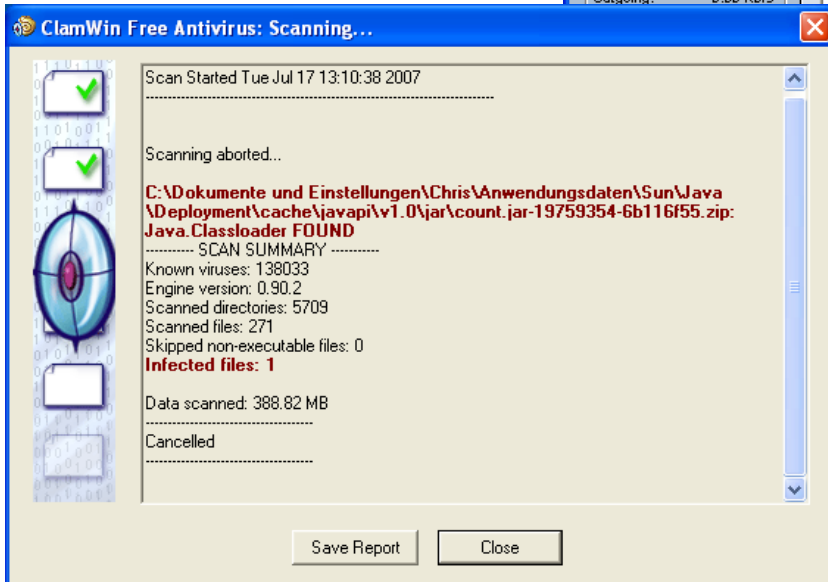 Outgoing:
ClamWin Free Antivirus: Scanning...
Scan Started Tue Jul 17 13:10:38 2007
--------------------------------------------------------------------------------
Scanning aborted...
C:\Dokumente und Einstellungen\Chris\Anwendungsdaten\Sun\Java
\Deployment\cache\javapi\v1.0\jar\count.jar-19759354-6b116f55.zip:
Java.Classloader FOUND
---------- SCAN SUMMARY ----------
Known viruses: 138033
Engine version: 0.90.2
Scanned directories: 5709
Scanned files: 271
Skipped non-executable files: 0
Infected files: 1
Data scanned: 388.82 MB
--------------------------------------
Cancelled
--------------------------------------
Save Report
Close